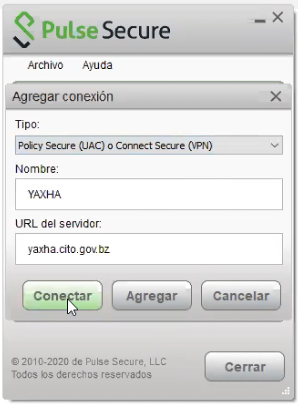 Pulse Secure
Archivo Ayuda
Agregar conexión
Tipo:
Policy Secure (UAC) o Connect Secure (VPN)
Nombre:
YAXHA
URL del servidor:
yaxha.cito.gov.bz
Conectar Agregar Cancelar
© 2010-2020 de Pulse Secure, LLC
Todos los derechos reservados
Cerrar